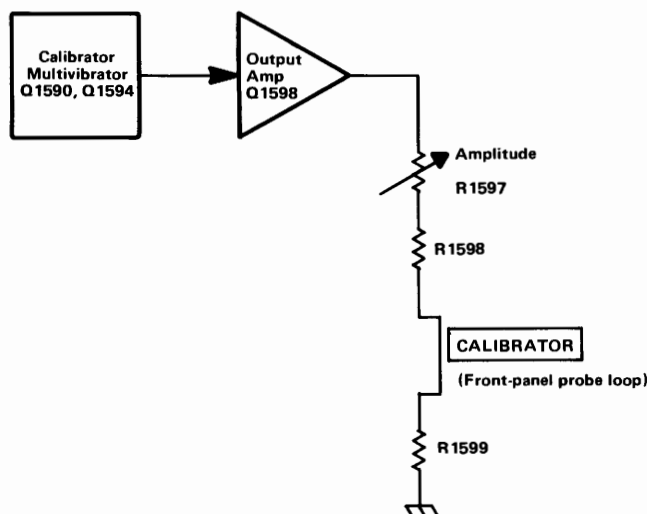 Calibrator
Multivibrator
Q1590, Q1594
Output
Amp
Q1598
Amplitude
R1597
R1598
CALIBRATOR
(Front-panel probe loop)
R1599